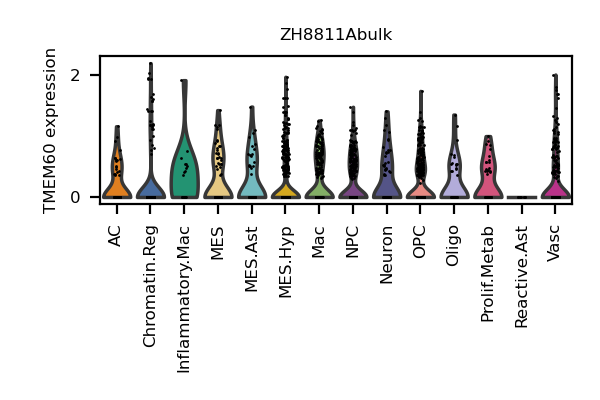 ZH8811Abulk
TMEM60 expression
2
0
AC
Chromatin.Reg
Inflammatory.Mac
MES
MES.Ast
MES.Hyp
Mac
NPC
Neuron
OPC
Oligo
Prolif.Metab
Reactive.Ast
Vasc